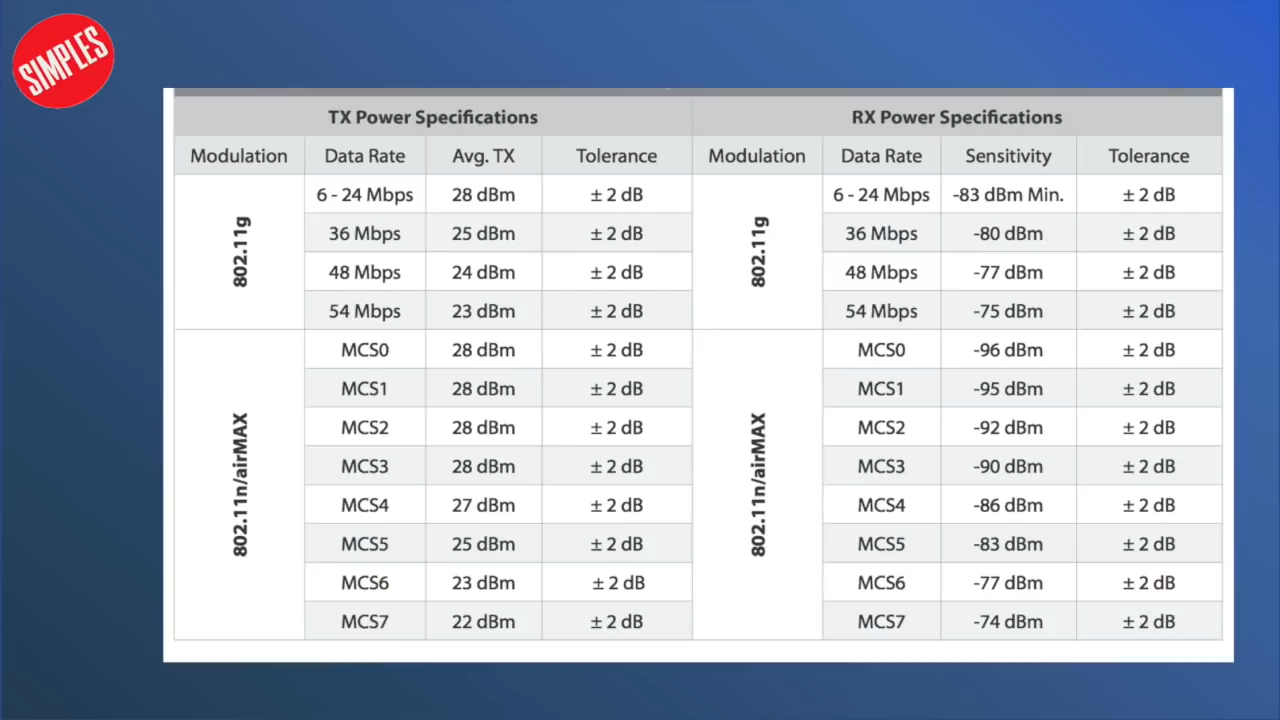 SIMPLES
TX Power Specifications RX Power Specifications
Modulation Data Rate Avg. TX Tolerance Modulation Data Rate Sensitivity Tolerance
802.11g 6 - 24 Mbps 28 dBm ± 2 dB 802.11g 6 - 24 Mbps -83 dBm Min. ± 2 dB
36 Mbps 25 dBm ± 2 dB 36 Mbps -80 dBm ± 2 dB
48 Mbps 24 dBm ± 2 dB 48 Mbps -77 dBm ± 2 dB
54 Mbps 23 dBm ± 2 dB 54 Mbps -75 dBm ± 2 dB
802.11n/airMAX MCS0 28 dBm ± 2 dB 802.11n/airMAX MCS0 -96 dBm ± 2 dB
MCS1 28 dBm ± 2 dB MCS1 -95 dBm ± 2 dB
MCS2 28 dBm ± 2 dB MCS2 -92 dBm ± 2 dB
MCS3 28 dBm ± 2 dB MCS3 -90 dBm ± 2 dB
MCS4 27 dBm ± 2 dB MCS4 -86 dBm ± 2 dB
MCS5 25 dBm ± 2 dB MCS5 -83 dBm ± 2 dB
MCS6 23 dBm ± 2 dB MCS6 -77 dBm ± 2 dB
MCS7 22 dBm ± 2 dB MCS7 -74 dBm ± 2 dB